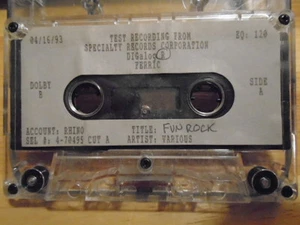 04/16/93 TEST RECORDING FROM EQ: 120
SPECIALTY RECORDS CORPORATION
DIGalog
DOLBY FERRIC SIDE
B A
ACCOUNT: RHINO TITLE: FUN ROCK
SEL #: 4-70495 CUT A ARTIST: VARIOUS